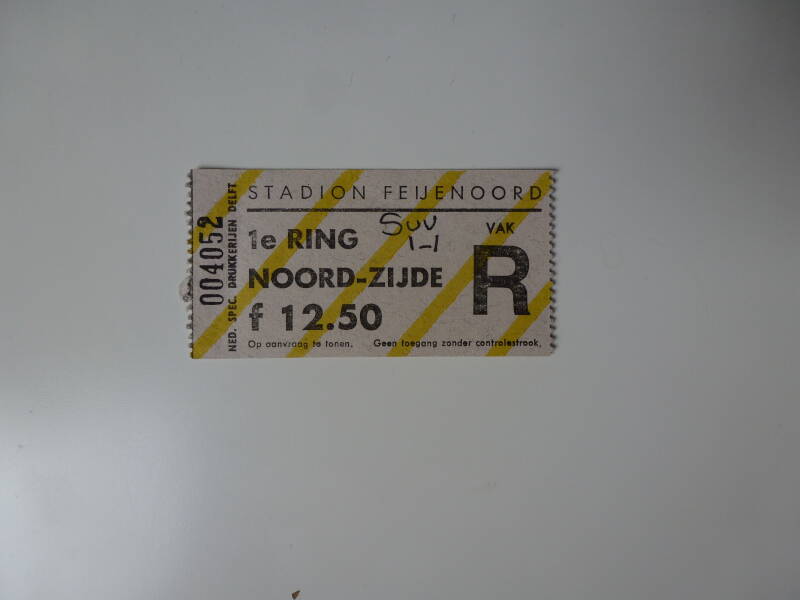 004052
NED. SPEC. DRUKKERIJEN DELFT
STADION FEIJENOORD
1e RING
SVV
1-1
VAK
R
NOORD-ZIJDE
f 12.50
Op aanvraag te tonen. Geen toegang zonder controlestrook.